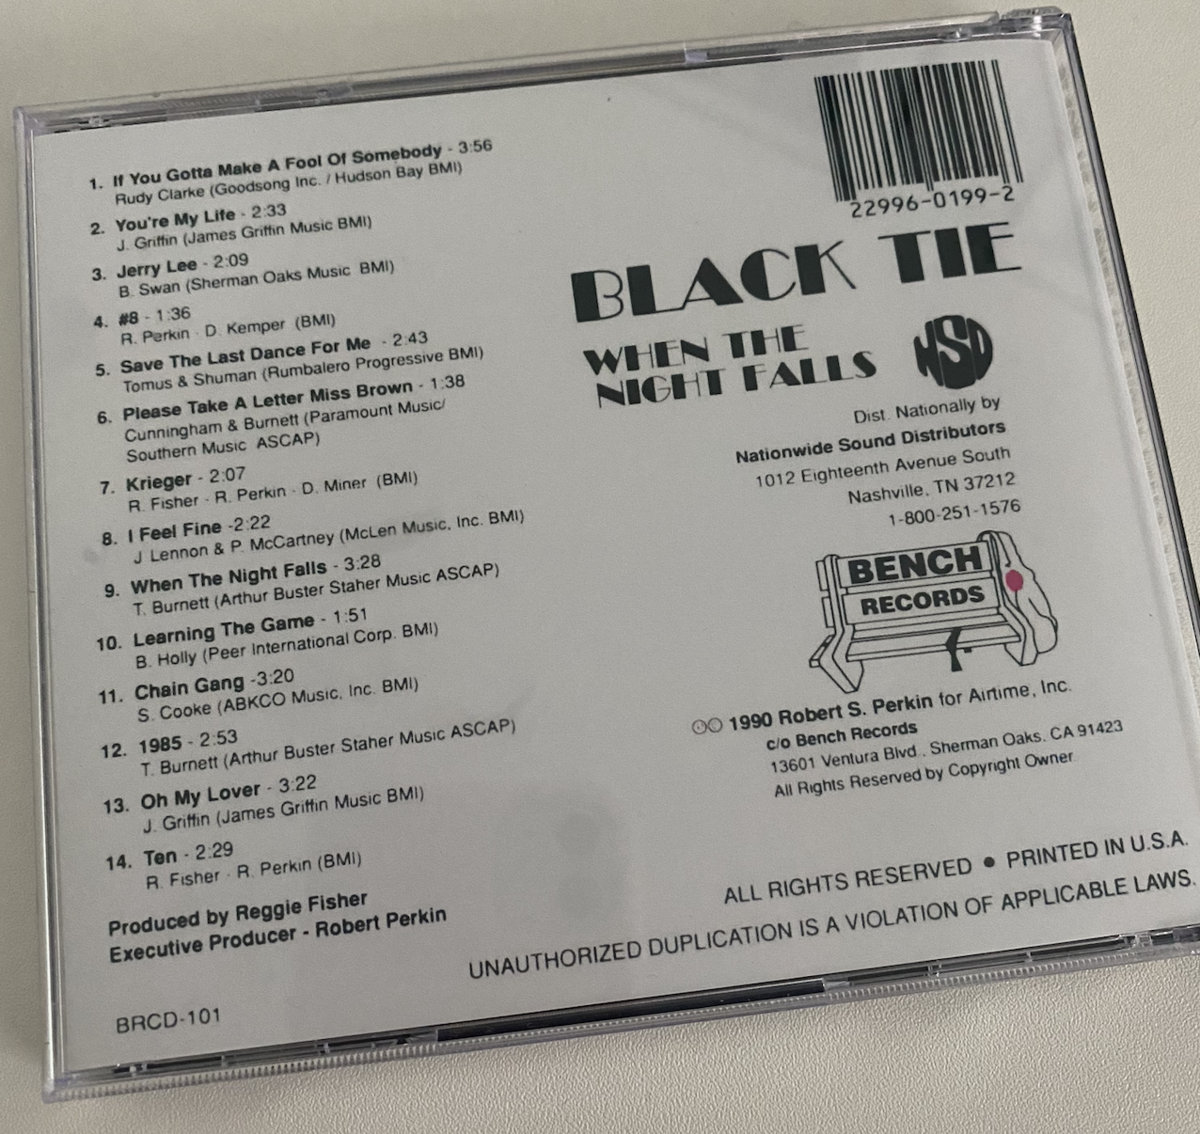 1. If You Gotta Make A Fool Of Somebody - 3:56
Rudy Clarke (Goodsong Inc. / Hudson Bay BMI)
2. You're My Life - 2:33
J. Griffin (James Griffin Music BMI)
3. Jerry Lee - 2:09
B. Swan (Sherman Oaks Music BMI)
4. #8 - 1:36
R. Perkin · D. Kemper (BMI)
5. Save The Last Dance For Me - 2:43
Tomus & Shuman (Rumbalero Progressive BMI)
6. Please Take A Letter Miss Brown - 1:38
Cunningham & Burnett (Paramount Music/
Southern Music ASCAP)
7. Krieger - 2:07
R. Fisher · R. Perkin · D. Miner (BMI)
8. I Feel Fine -2:22
J. Lennon & P. McCartney (McLen Music, Inc. BMI)
9. When The Night Falls - 3:28
T. Burnett (Arthur Buster Staher Music ASCAP)
10. Learning The Game - 1:51
B. Holly (Peer International Corp. BMI)
11. Chain Gang -3:20
S. Cooke (ABKCO Music, Inc. BMI)
12. 1985 - 2:53
T. Burnett (Arthur Buster Staher Music ASCAP)
13. Oh My Lover - 3:22
J. Griffin (James Griffin Music BMI)
14. Ten - 2:29
R. Fisher · R. Perkin (BMI)
Produced by Reggie Fisher
Executive Producer - Robert Perkin
BRCD-101
22996-0199-2
BLACK TIE
WHEN THE
NIGHT FALLS
NSD
Dist. Nationally by
Nationwide Sound Distributors
1012 Eighteenth Avenue South
Nashville, TN 37212
1-800-251-1576
BENCH
RECORDS
℗© 1990 Robert S. Perkin for Airtime, Inc.
c/o Bench Records
13601 Ventura Blvd., Sherman Oaks, CA 91423
All Rights Reserved by Copyright Owner.
ALL RIGHTS RESERVED ● PRINTED IN U.S.A.
UNAUTHORIZED DUPLICATION IS A VIOLATION OF APPLICABLE LAWS.